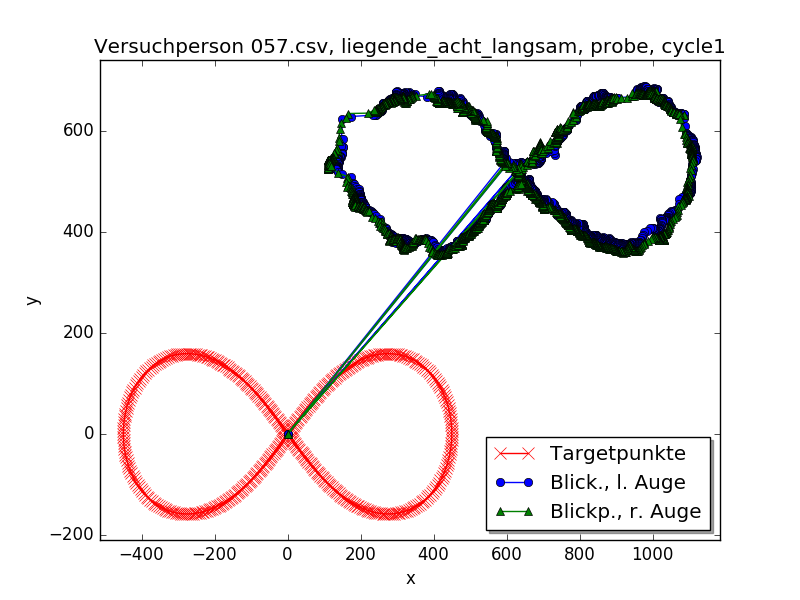 Versuchperson 057.csv, liegende_acht_langsam, probe, cycle1
y
600
400
200
0
−200
−400
−200
0
200
400
600
800
1000
x
Targetpunkte
Blick., l. Auge
Blickp., r. Auge